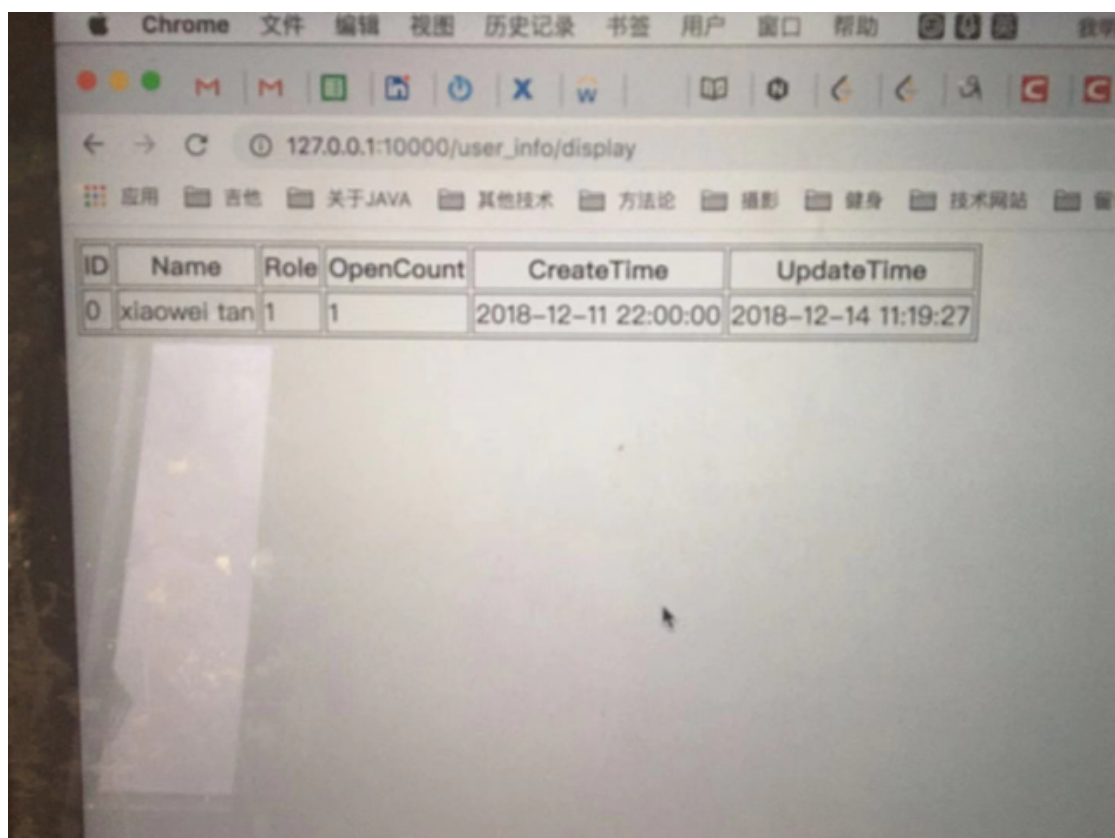 Chrome 文件 编辑 视图 历史记录 书签 用户 窗口 帮助
127.0.0.1:10000/user_info/display
应用 吉他 关于JAVA 其他技术 方法论 摄影 健身 技术网站
ID Name Role OpenCount CreateTime UpdateTime
0 xiaowei tan 1 1 2018-12-11 22:00:00 2018-12-14 11:19:27